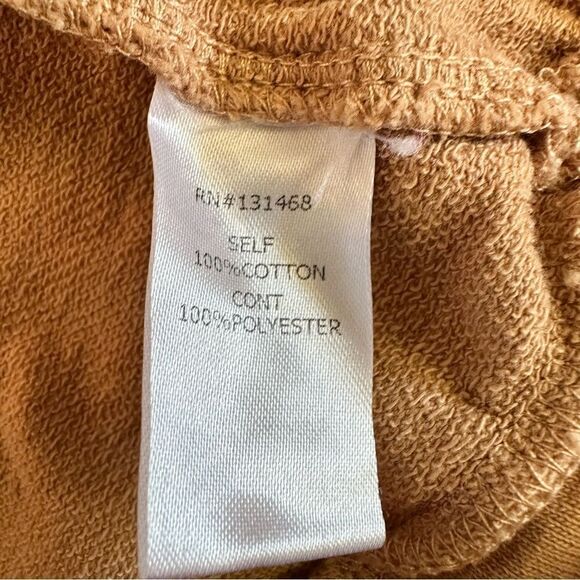 RN#131468
SELF
100%COTTON
CONT
100%POLYESTER